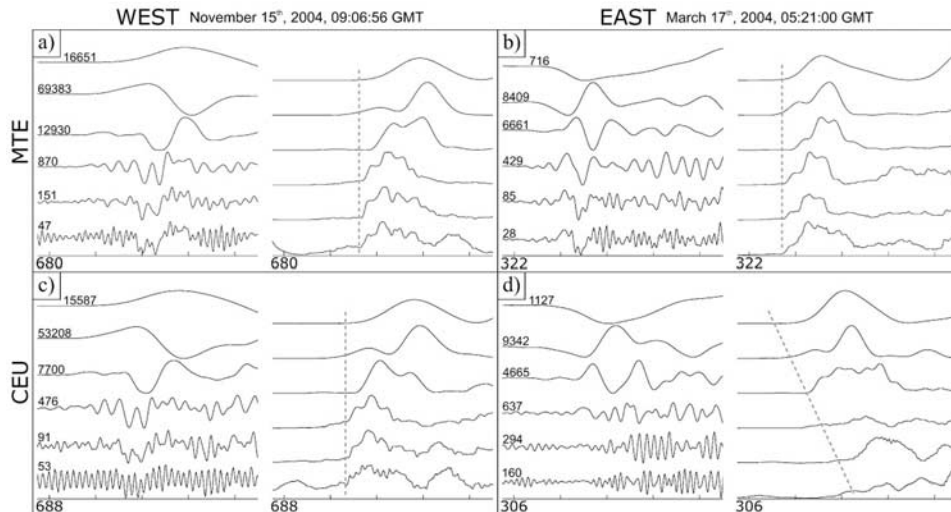 WEST November 15th, 2004, 09:06:56 GMT EAST March 17th, 2004, 05:21:00 GMT
a) b)
MTE
16651 716
69383 8409
12930 6661
870 429
151 85
47 28
680 680 322 322
c) d)
CEU
15587 1127
53208 9342
7700 4665
476 637
91 294
53 160
688 688 306 306